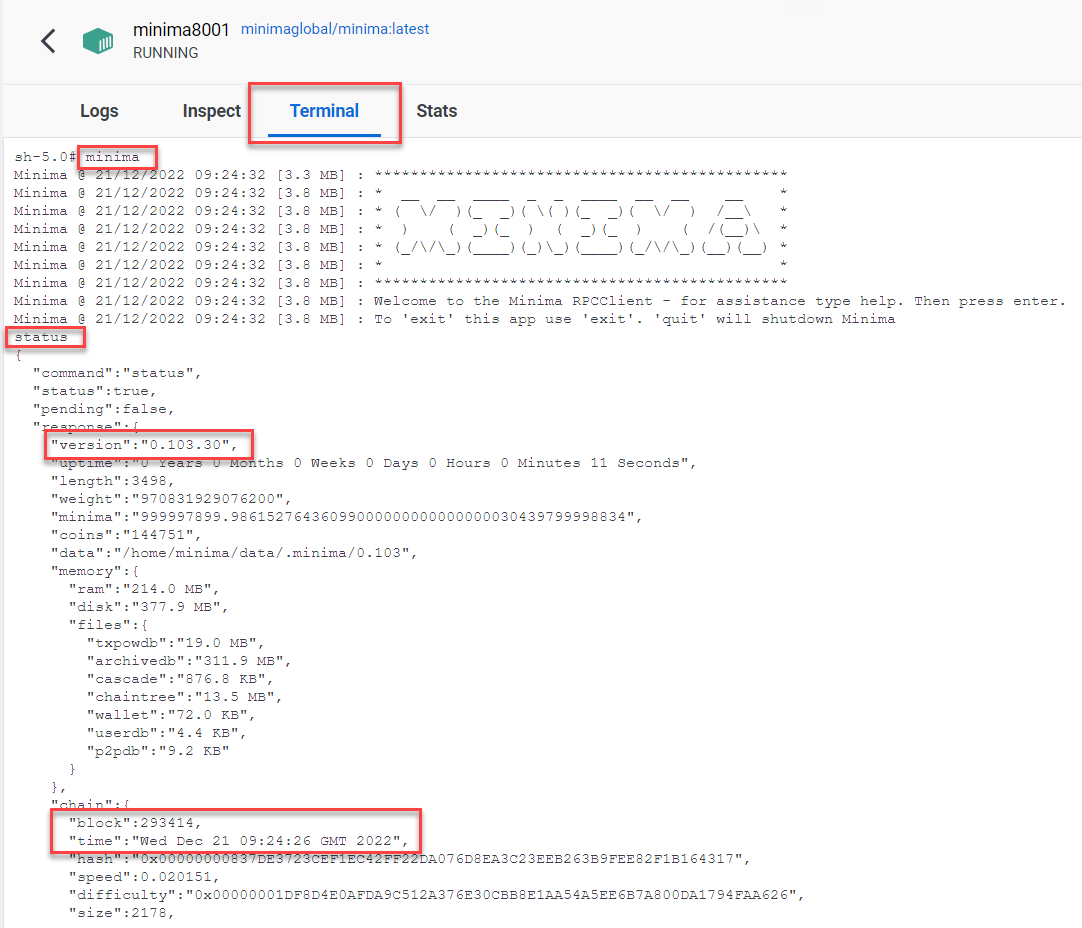 minima8001 minimaglobal/minima:latest
RUNNING
Logs Inspect Terminal Stats
sh-5.0# minima
Minima @ 21/12/2022 09:24:32 [3.3 MB] : **********************************************
Minima @ 21/12/2022 09:24:32 [3.8 MB] : *  __  __  ____  _  _  ____  __  __    __     *
Minima @ 21/12/2022 09:24:32 [3.8 MB] : * (  \/  )(_  _)( \( )(_  _)(  \/  )  /__\    *
Minima @ 21/12/2022 09:24:32 [3.8 MB] : *  )    (  _)(_  )  (  _)(_  )    (  /(__)\   *
Minima @ 21/12/2022 09:24:32 [3.8 MB] : * (_/\/\_)(____)(_)\_)(____)(_/\/\_)(__)(__)  *
Minima @ 21/12/2022 09:24:32 [3.8 MB] : *                                             *
Minima @ 21/12/2022 09:24:32 [3.8 MB] : **********************************************
Minima @ 21/12/2022 09:24:32 [3.8 MB] : Welcome to the Minima RPCClient - for assistance type help. Then press enter.
Minima @ 21/12/2022 09:24:32 [3.8 MB] : To 'exit' this app use 'exit'. 'quit' will shutdown Minima
status
{
"command":"status",
"status":true,
"pending":false,
"response":{
"version":"0.103.30",
"uptime":"0 Years 0 Months 0 Weeks 0 Days 0 Hours 0 Minutes 11 Seconds",
"length":3498,
"weight":"970831929076200",
"minima":"999997899.98615276436099000000000000000030439799998834",
"coins":"144751",
"data":"/home/minima/data/.minima/0.103",
"memory":{
"ram":"214.0 MB",
"disk":"377.9 MB",
"files":{
"txpowdb":"19.0 MB",
"archivedb":"311.9 MB",
"cascade":"876.8 KB",
"chaintree":"13.5 MB",
"wallet":"72.0 KB",
"userdb":"4.4 KB",
"p2pdb":"9.2 KB"
}
},
"chain":{
"block":293414,
"time":"Wed Dec 21 09:24:26 GMT 2022",
"hash":"0x00000000837DE3723CEF1EC42FF22DA076D8EA3C23EEB263B9FEE82F1B164317",
"speed":0.020151,
"difficulty":"0x00000001DF8D4E0AFDA9C512A376E30CBB8E1AA54A5EE6B7A800DA1794FAA626",
"size":2178,